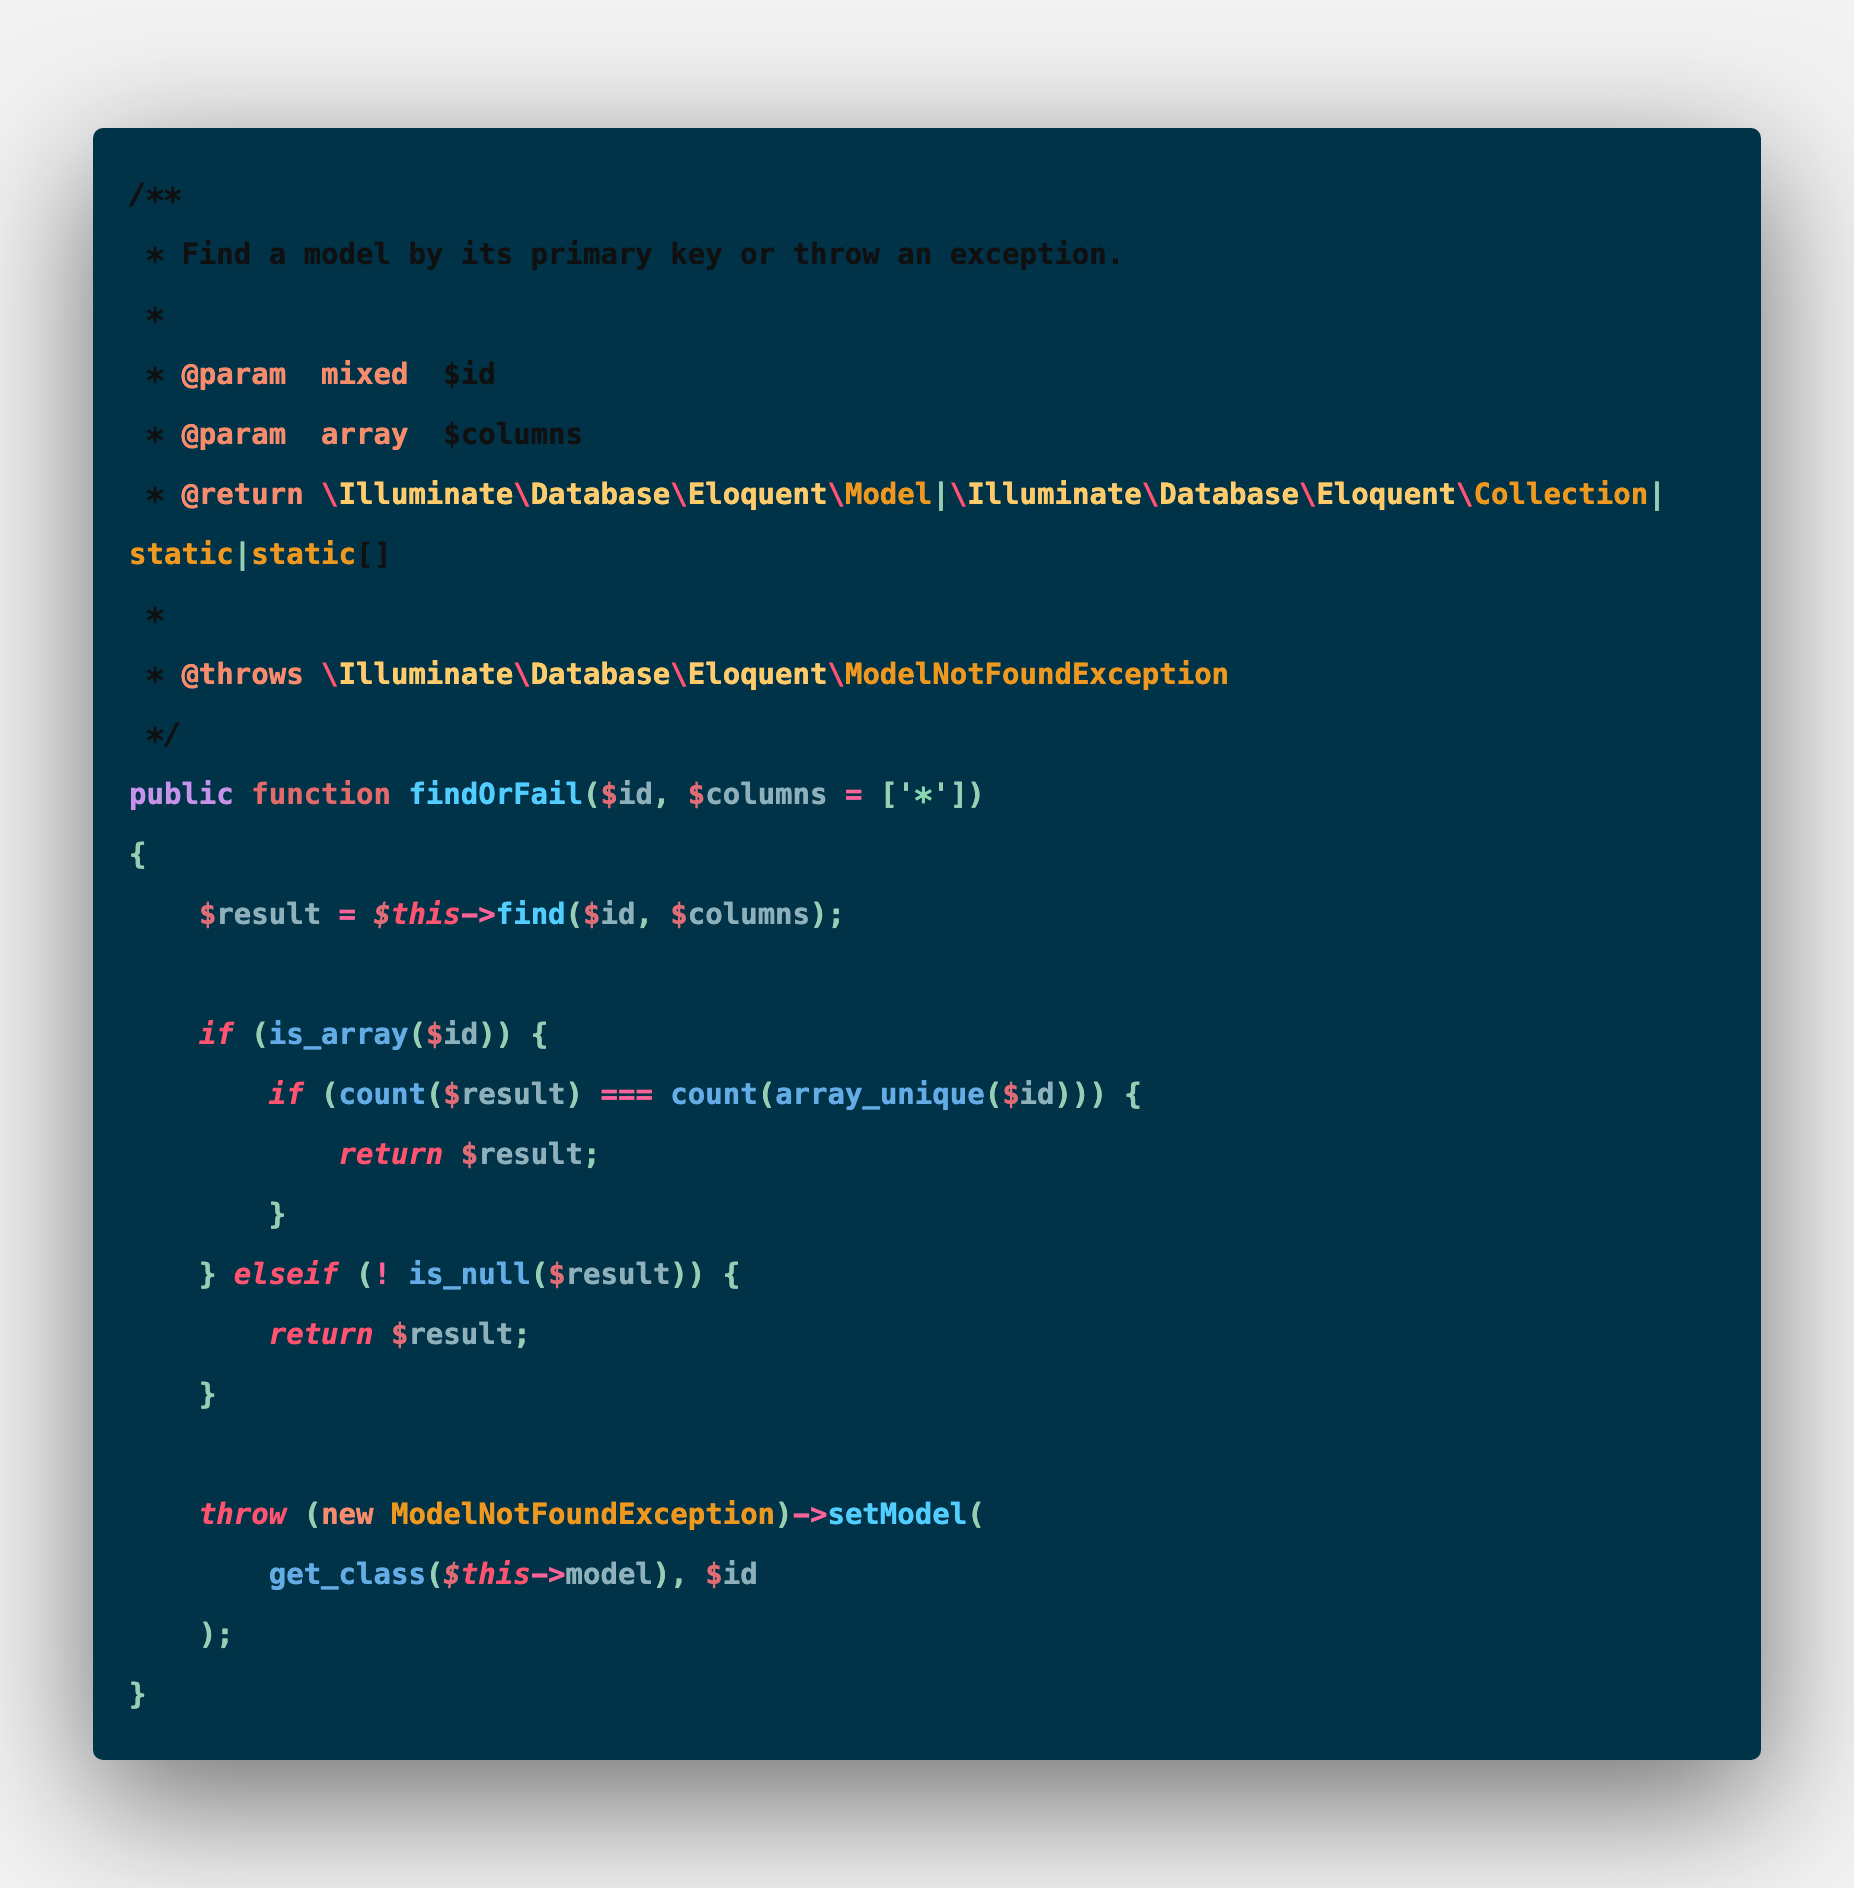 /**
 * Find a model by its primary key or throw an exception.
 *
 * @param  mixed  $id
 * @param  array  $columns
 * @return \Illuminate\Database\Eloquent\Model|\Illuminate\Database\Eloquent\Collection|
static|static[]
 *
 * @throws \Illuminate\Database\Eloquent\ModelNotFoundException
 */
public function findOrFail($id, $columns = ['*'])
{
    $result = $this->find($id, $columns);

    if (is_array($id)) {
        if (count($result) === count(array_unique($id))) {
            return $result;
        }
    } elseif (! is_null($result)) {
        return $result;
    }

    throw (new ModelNotFoundException)->setModel(
        get_class($this->model), $id
    );
}